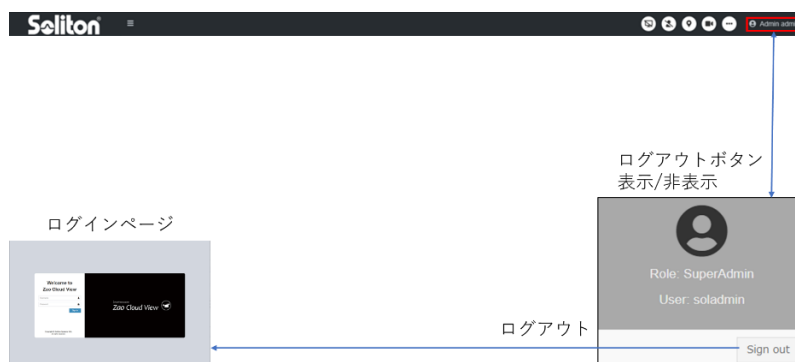 Soliton
Admin admi
ログアウトボタン
表示/非表示
ログインページ
Role: SuperAdmin
User: soladmin
Welcome to
Zao Cloud View
Zao Cloud View
ログアウト
Sign out